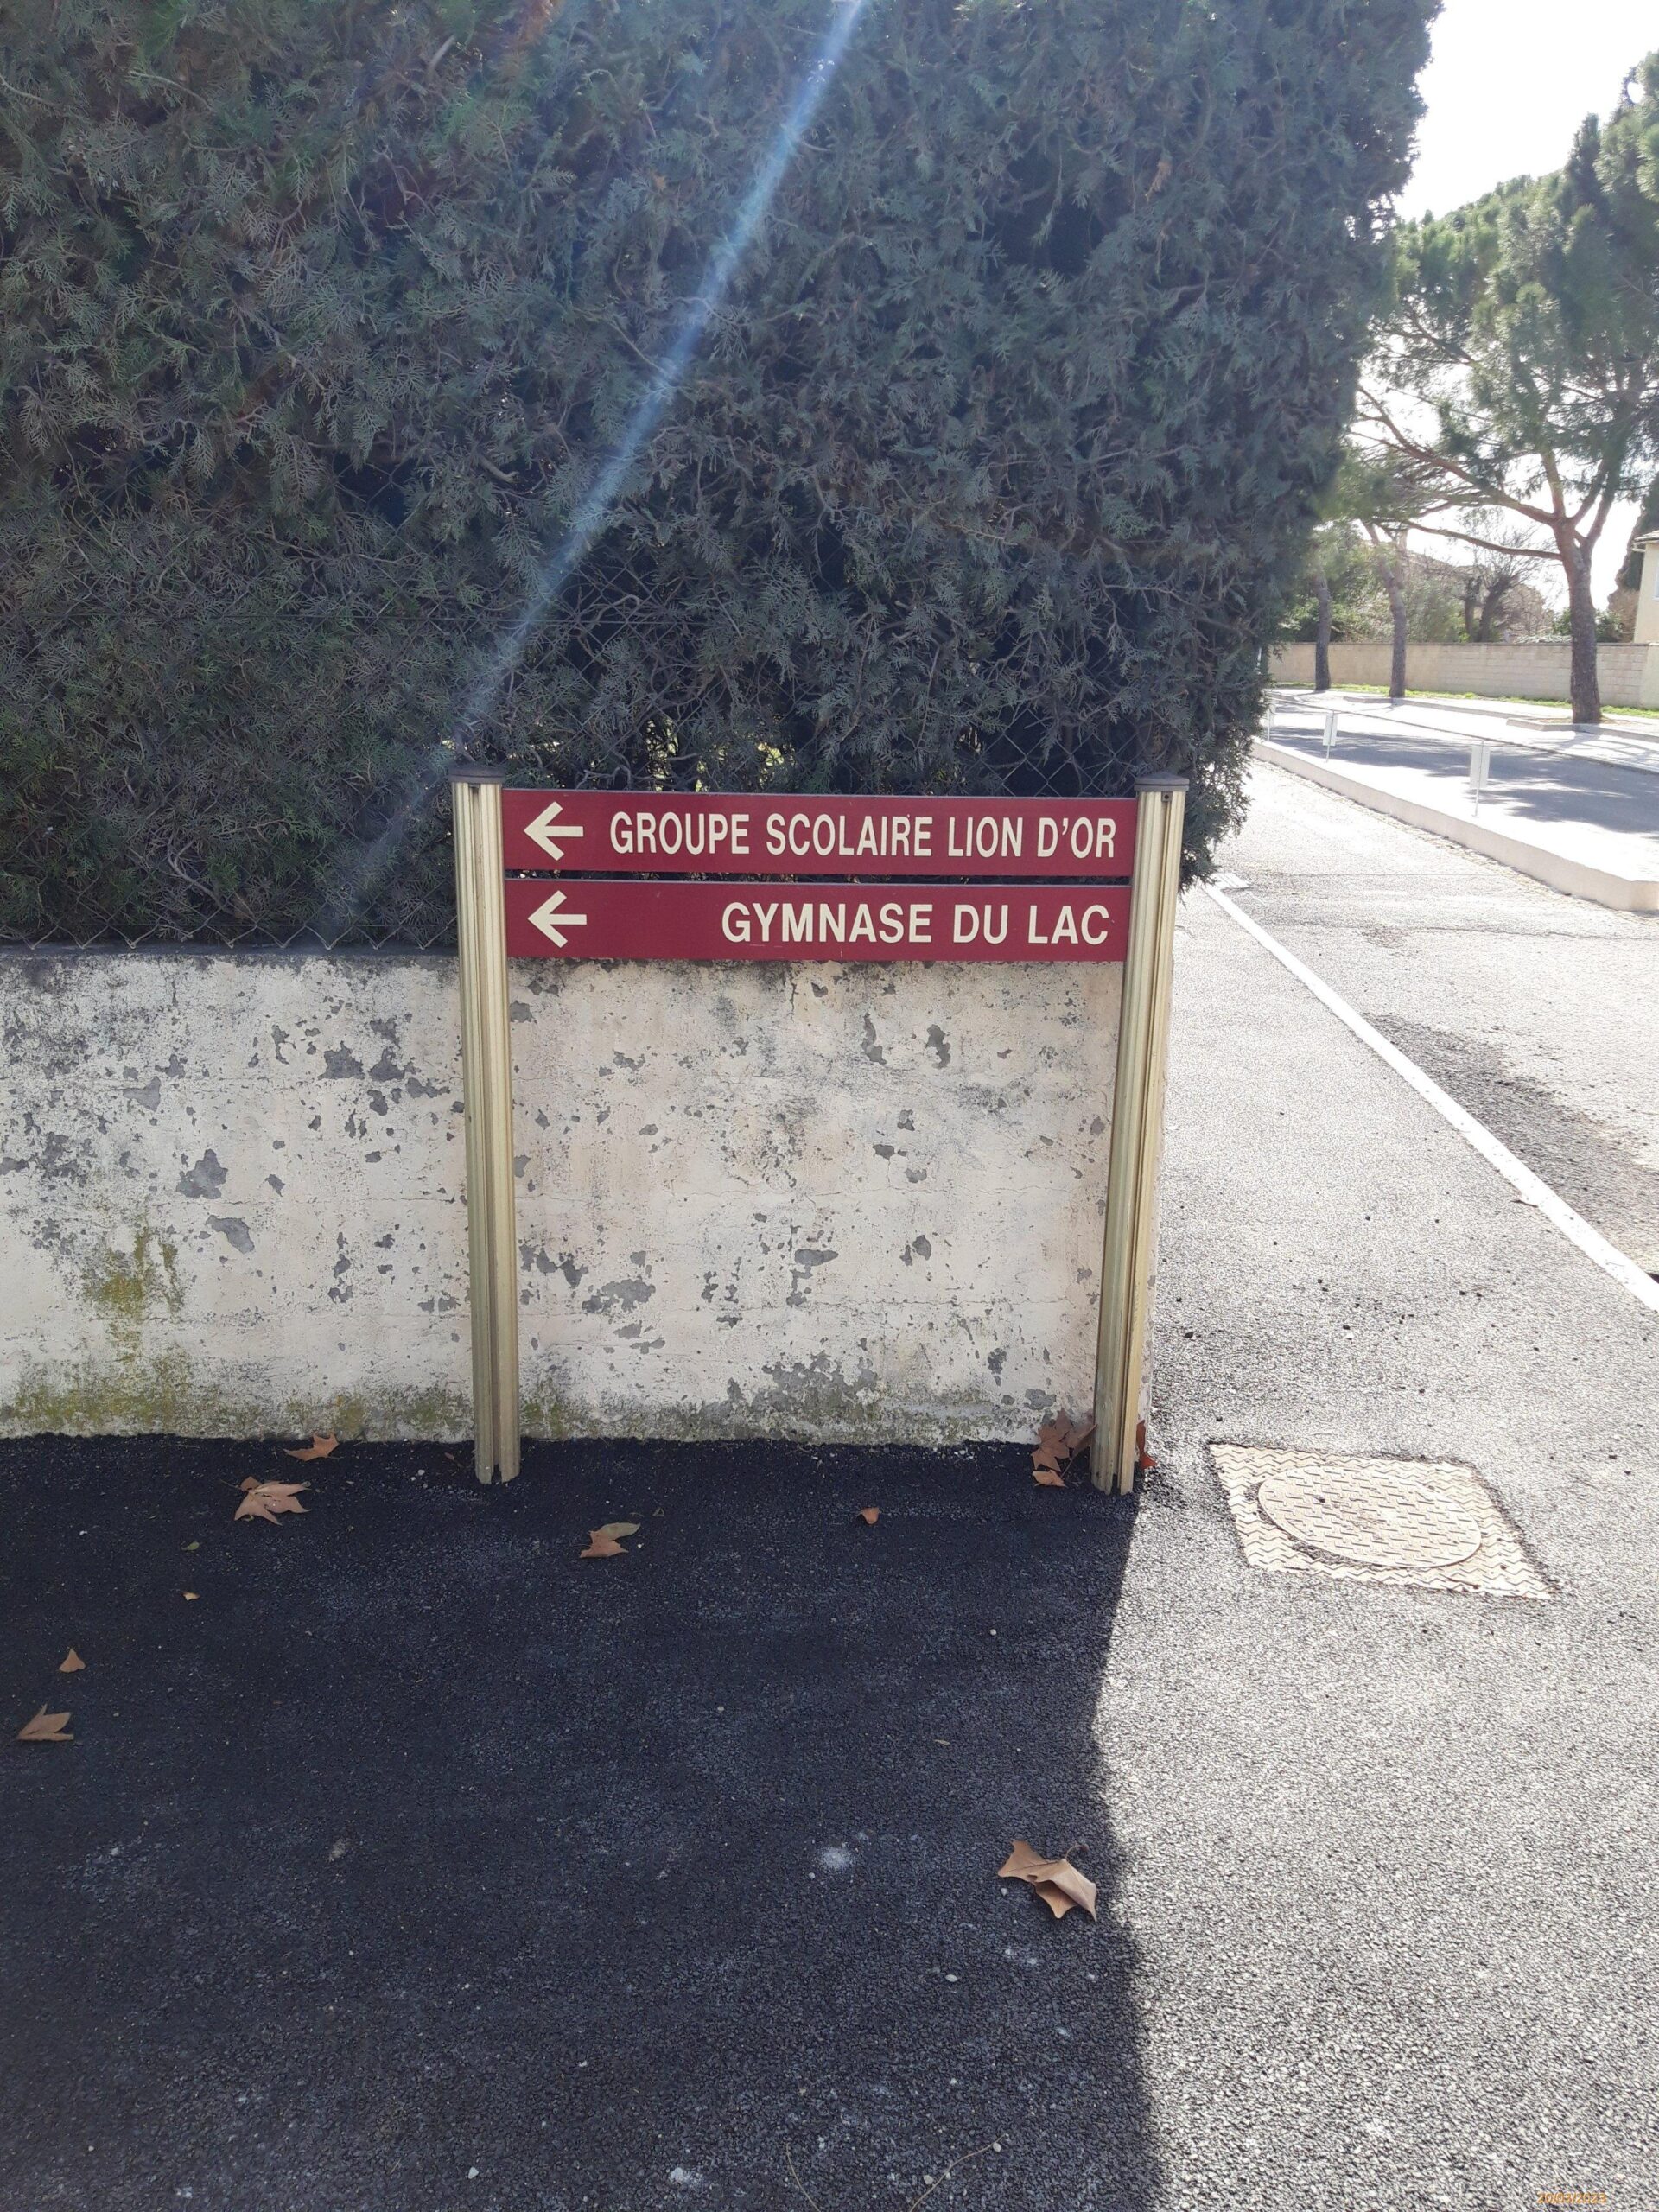 GROUPE SCOLAIRE LION D'OR
GYMNASE DU LAC